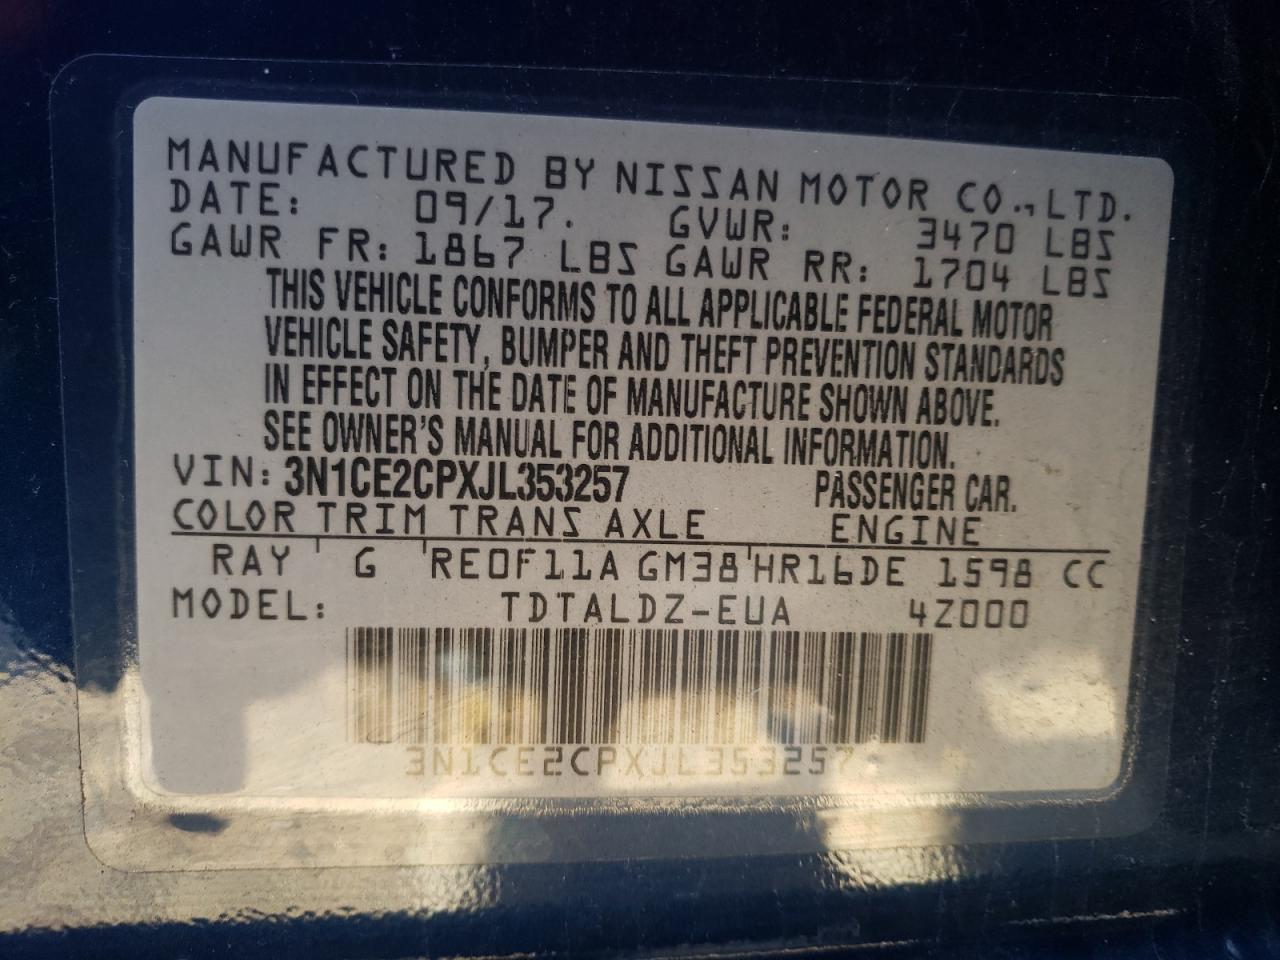 MANUFACTURED BY NISSAN MOTOR CO., LTD.
DATE: 09/17. GVWR: 3470 LBS
GAWR FR: 1867 LBS GAWR RR: 1704 LBS
THIS VEHICLE CONFORMS TO ALL APPLICABLE FEDERAL MOTOR
VEHICLE SAFETY, BUMPER AND THEFT PREVENTION STANDARDS
IN EFFECT ON THE DATE OF MANUFACTURE SHOWN ABOVE.
SEE OWNER'S MANUAL FOR ADDITIONAL INFORMATION.
VIN: 3N1CE2CPXJL353257 PASSENGER CAR.
COLOR TRIM TRANS AXLE ENGINE
RAY G RE0F11A GM38 HR16DE 1598 CC
MODEL: TDTALDZ-EUA 4Z000
3N1CE2CPXJL353257